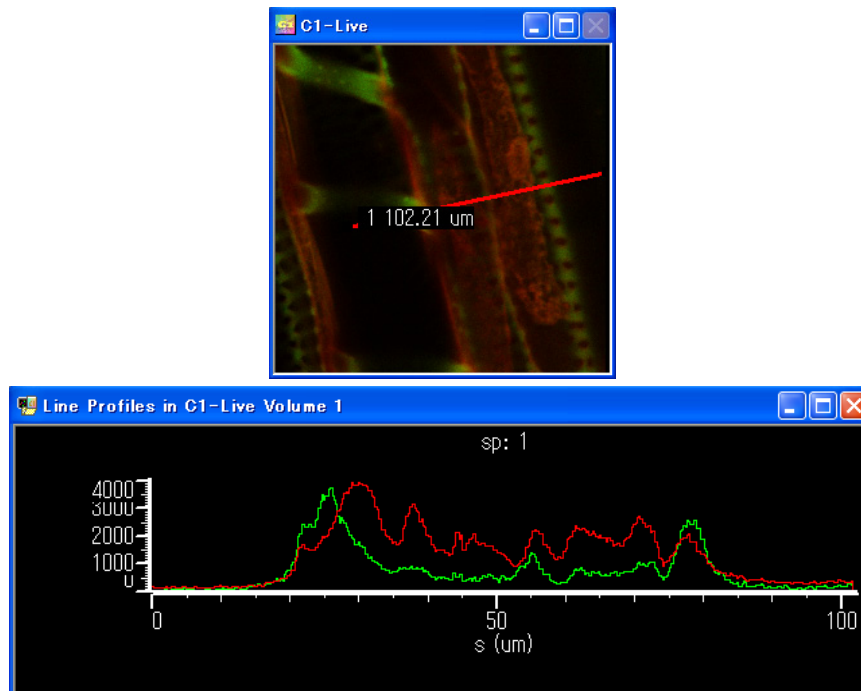 C1-Live
1 102.21 um
Line Profiles in C1-Live Volume 1
sp: 1
4000
3000
2000
1000
0
0 50 100
s (um)